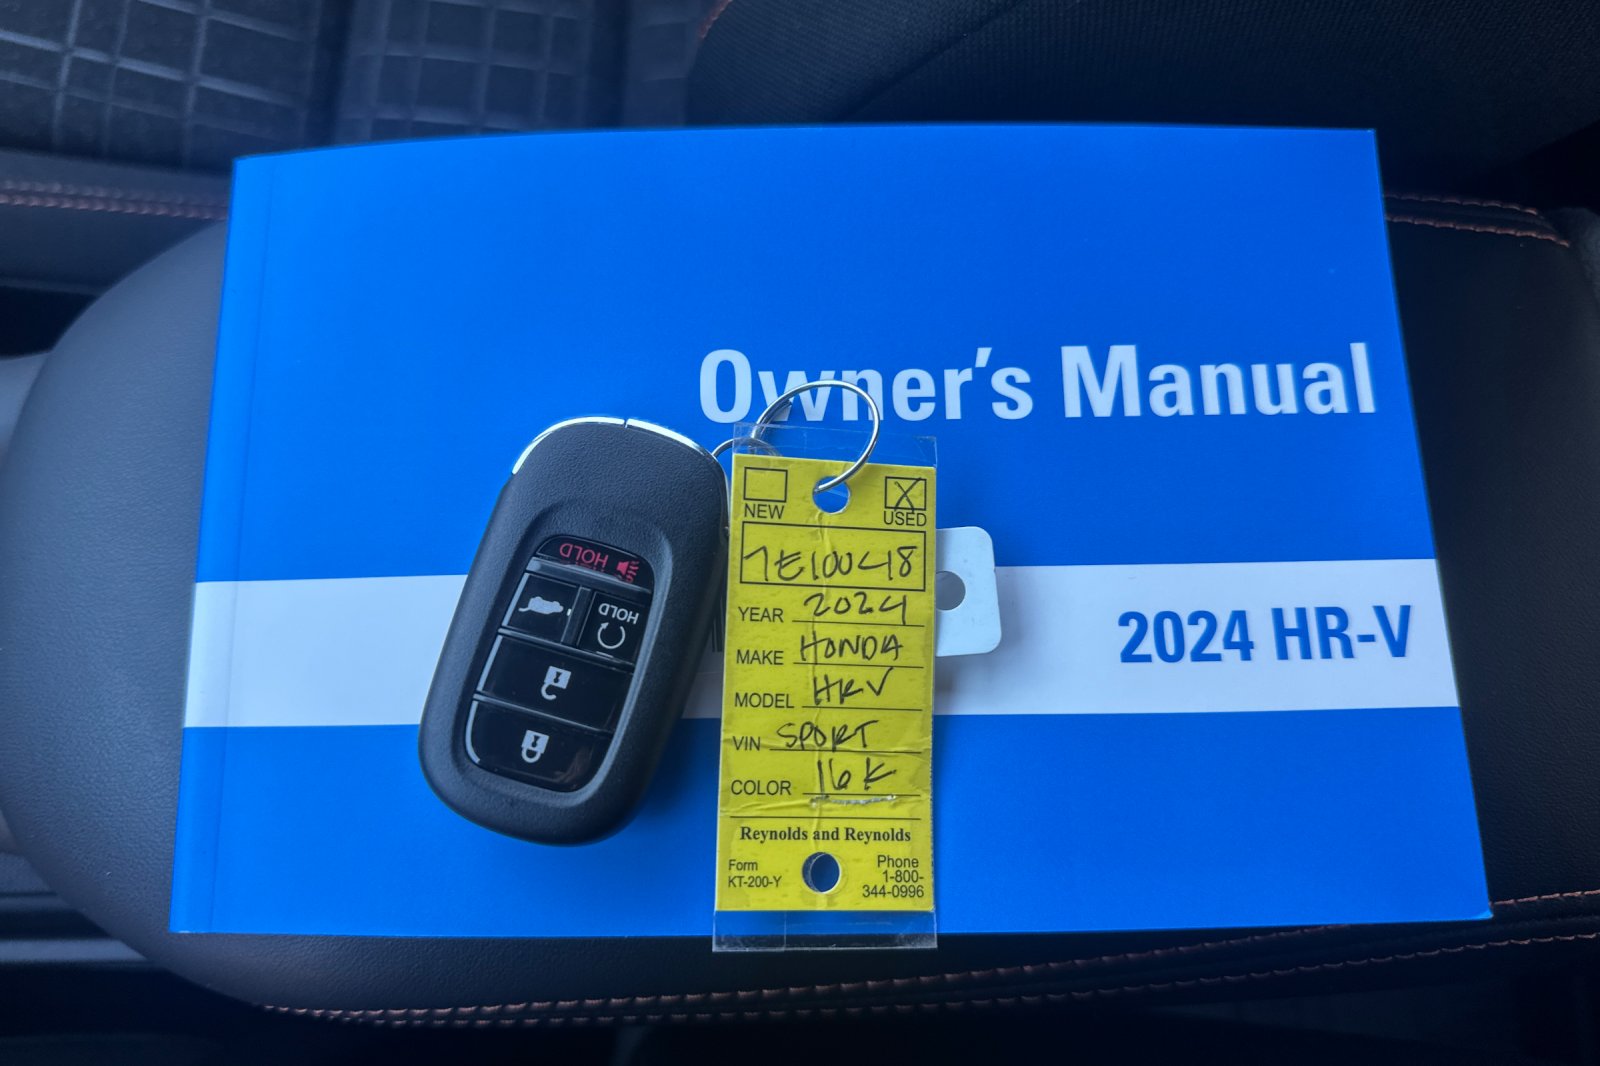 Owner's Manual
2024 HR-V
HOLD
HOLD
NEW
USED
X
YEAR 2024
MAKE HONDA
MODEL HRV
VIN SPORT
COLOR 16K
Reynolds and Reynolds
Form
KT-200-Y
Phone
1-800-
344-0996